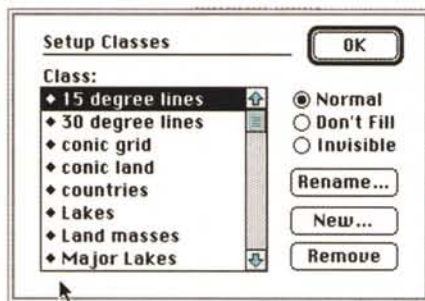 Setup Classes
OK
Class:
◆ 15 degree lines
◆ 30 degree lines
◆ conic grid
◆ conic land
◆ countries
◆ Lakes
◆ Land masses
◆ Major Lakes
Normal
Don't Fill
Invisible
Rename...
New...
Remove